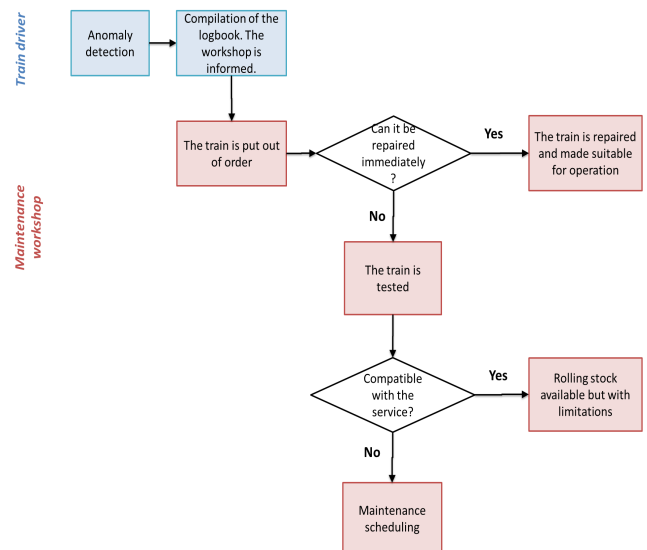 Train driver
Anomaly
detection
Compilation of the
logbook. The
workshop is
informed.
Maintenance
workshop
The train is put out
of order
Can it be
repaired
immediately
?
Yes
The train is repaired
and made suitable
for operation
No
The train is
tested
Compatible
with the
service?
Yes
Rolling stock
available but with
limitations
No
Maintenance
scheduling